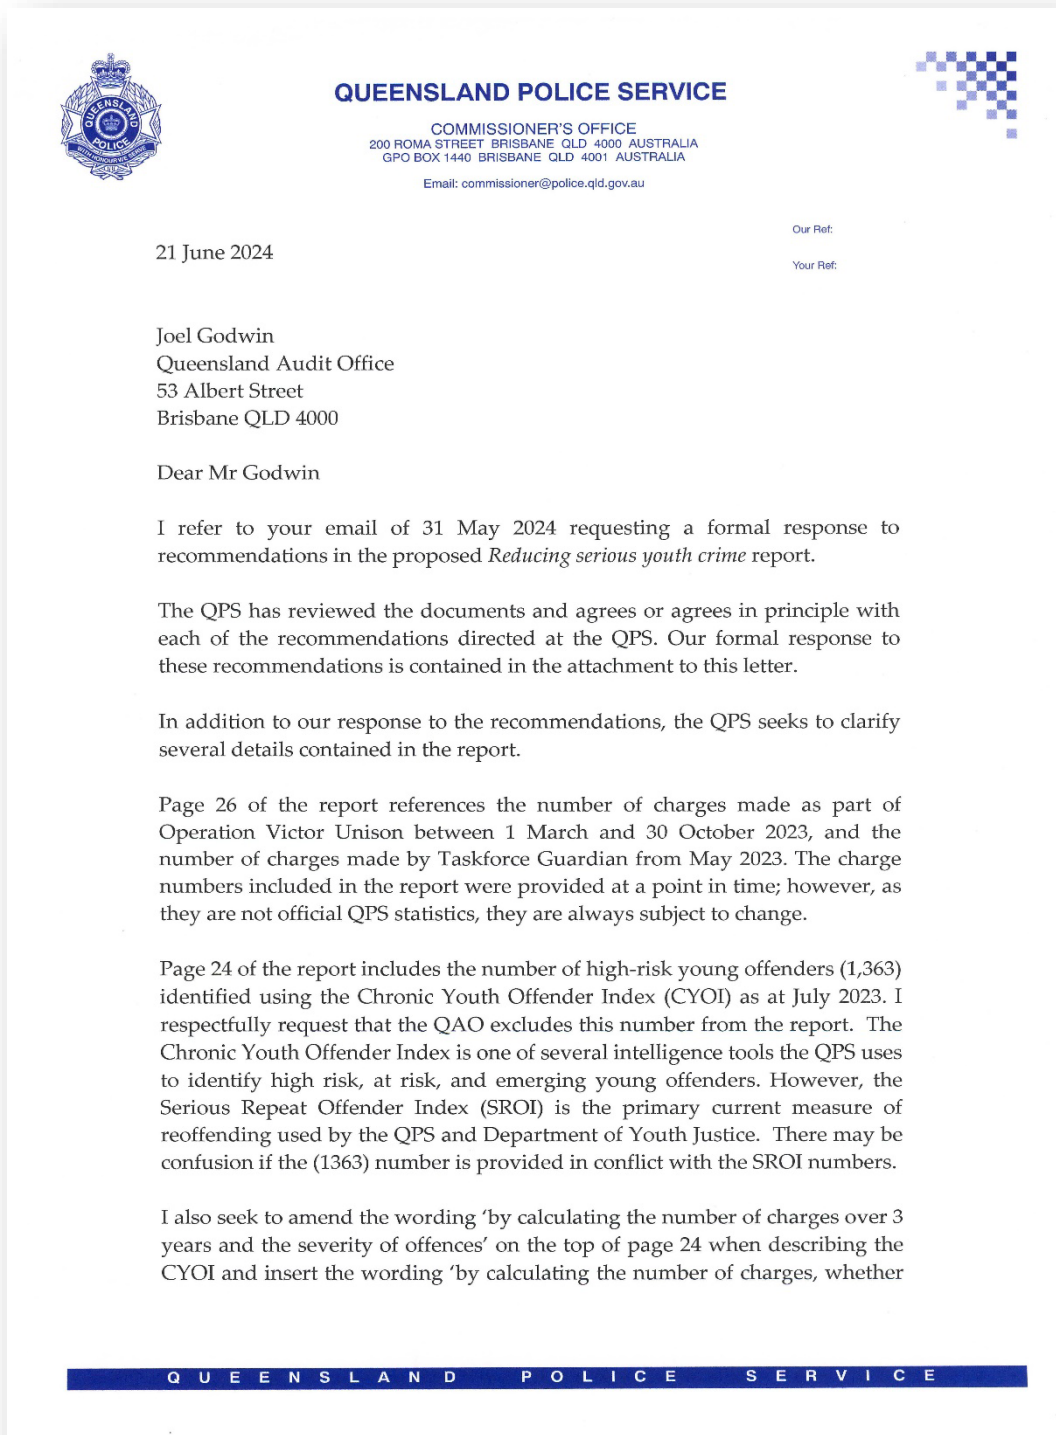 QUEENSLAND
POLICE
WITH HONOUR WE SERVE
QUEENSLAND POLICE SERVICE
COMMISSIONER'S OFFICE
200 ROMA STREET BRISBANE QLD 4000 AUSTRALIA
GPO BOX 1440 BRISBANE QLD 4001 AUSTRALIA
Email: commissioner@police.qld.gov.au
Our Ref:
21 June 2024
Your Ref:
Joel Godwin
Queensland Audit Office
53 Albert Street
Brisbane QLD 4000
Dear Mr Godwin
I refer to your email of 31 May 2024 requesting a formal response to
recommendations in the proposed Reducing serious youth crime report.
The QPS has reviewed the documents and agrees or agrees in principle with
each of the recommendations directed at the QPS. Our formal response to
these recommendations is contained in the attachment to this letter.
In addition to our response to the recommendations, the QPS seeks to clarify
several details contained in the report.
Page 26 of the report references the number of charges made as part of
Operation Victor Unison between 1 March and 30 October 2023, and the
number of charges made by Taskforce Guardian from May 2023. The charge
numbers included in the report were provided at a point in time; however, as
they are not official QPS statistics, they are always subject to change.
Page 24 of the report includes the number of high-risk young offenders (1,363)
identified using the Chronic Youth Offender Index (CYOI) as at July 2023. I
respectfully request that the QAO excludes this number from the report. The
Chronic Youth Offender Index is one of several intelligence tools the QPS uses
to identify high risk, at risk, and emerging young offenders. However, the
Serious Repeat Offender Index (SROI) is the primary current measure of
reoffending used by the QPS and Department of Youth Justice. There may be
confusion if the (1363) number is provided in conflict with the SROI numbers.
I also seek to amend the wording 'by calculating the number of charges over 3
years and the severity of offences' on the top of page 24 when describing the
CYOI and insert the wording 'by calculating the number of charges, whether
QUEENSLAND POLICE SERVICE